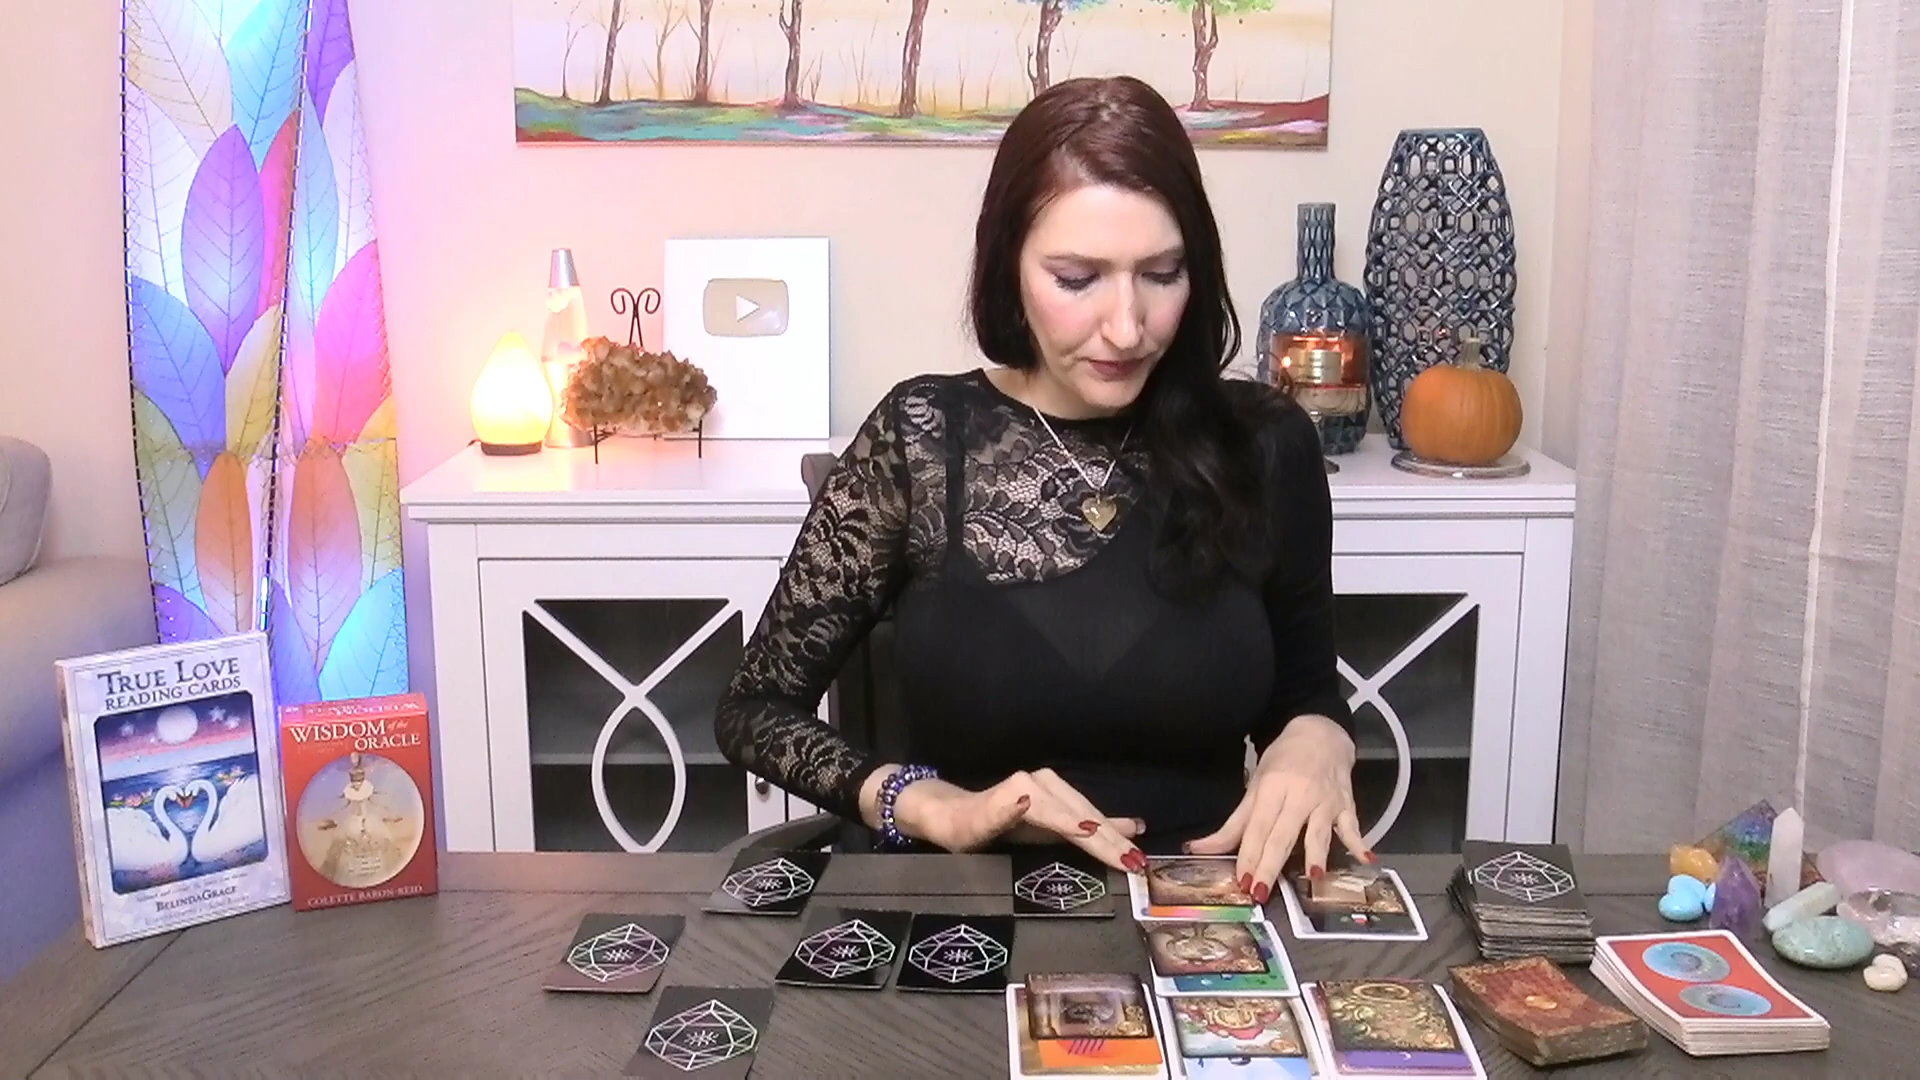 TRUE LOVE
READING CARDS
BELINDAGRACE
WISDOM of the
ORACLE
COLETTE BARON-REID